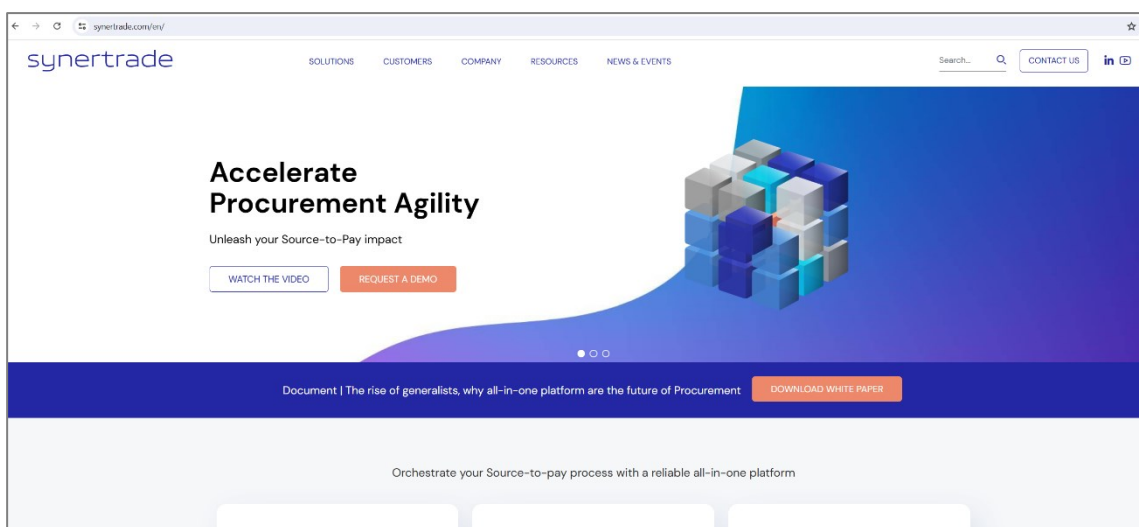 synertrade.com/en/
synertrade
SOLUTIONS CUSTOMERS COMPANY RESOURCES NEWS & EVENTS Search... CONTACT US in
Accelerate
Procurement Agility
Unleash your Source-to-Pay impact
WATCH THE VIDEO REQUEST A DEMO
Document | The rise of generalists, why all-in-one platform are the future of Procurement DOWNLOAD WHITE PAPER
Orchestrate your Source-to-pay process with a reliable all-in-one platform